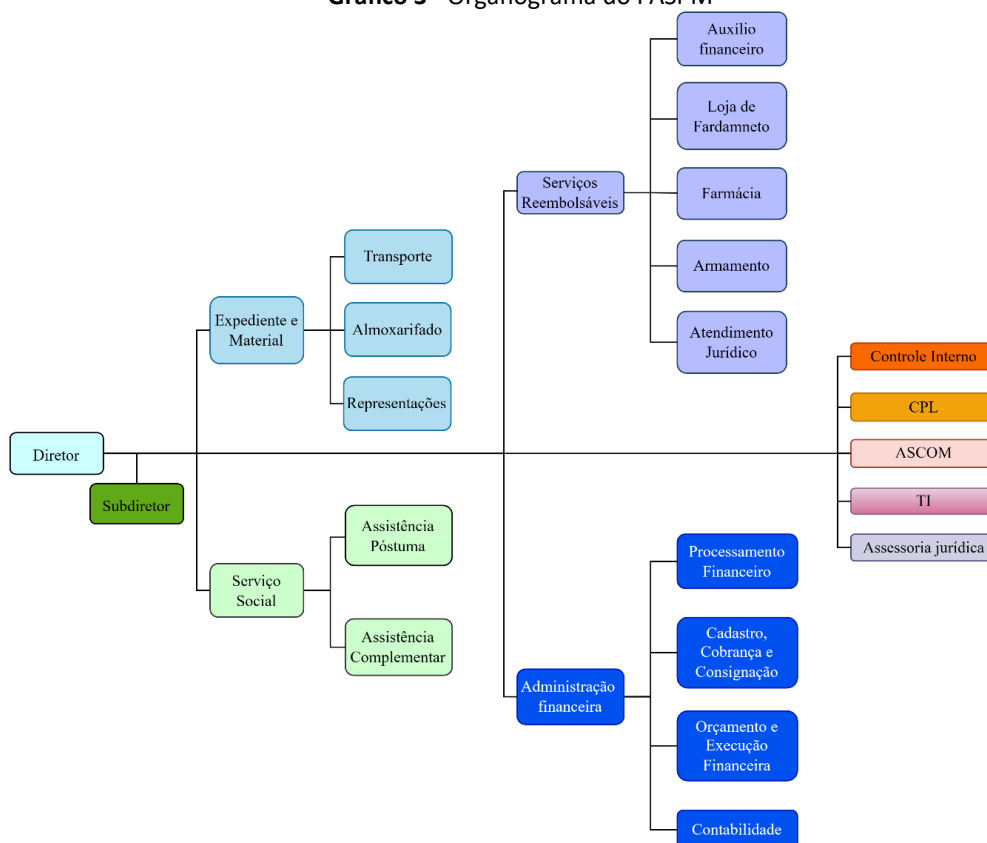 Gráfico 3 - Organograma do FASPM
Auxílio
financeiro
Loja de
Fardamneto
Serviços
Reembolsáveis
Farmácia
Armamento
Atendimento
Jurídico
Transporte
Expediente e
Material
Almoxarifado
Representações
Diretor
Subdiretor
Assistência
Póstuma
Serviço
Social
Assistência
Complementar
Processamento
Financeiro
Cadastro,
Cobrança e
Consignação
Administração
financeira
Orçamento e
Execução
Financeira
Contabilidade
Controle Interno
CPL
ASCOM
TI
Assessoria jurídica